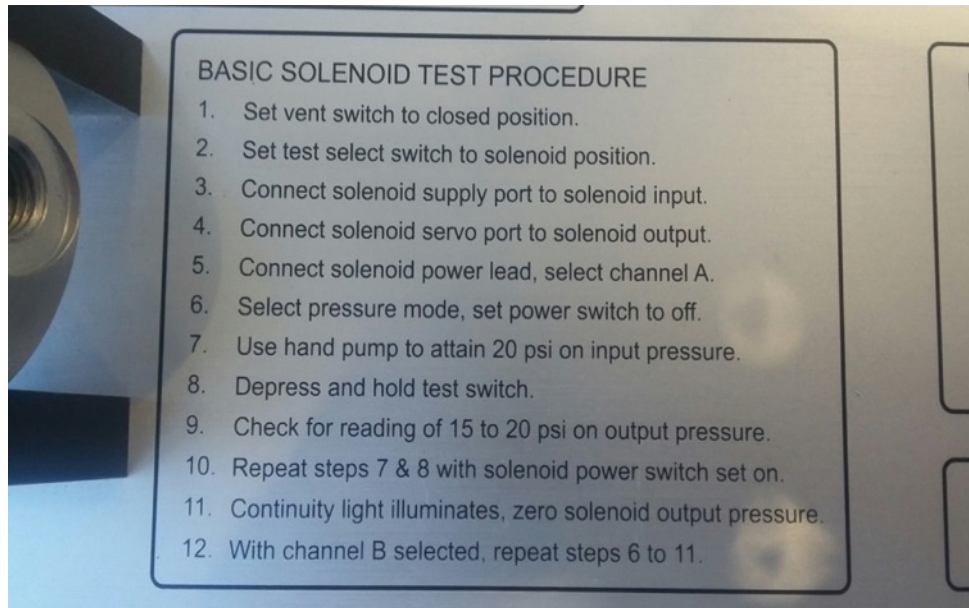 BASIC SOLENOID TEST PROCEDURE
1. Set vent switch to closed position.
2. Set test select switch to solenoid position.
3. Connect solenoid supply port to solenoid input.
4. Connect solenoid servo port to solenoid output.
5. Connect solenoid power lead, select channel A.
6. Select pressure mode, set power switch to off.
7. Use hand pump to attain 20 psi on input pressure.
8. Depress and hold test switch.
9. Check for reading of 15 to 20 psi on output pressure.
10. Repeat steps 7 & 8 with solenoid power switch set on.
11. Continuity light illuminates, zero solenoid output pressure.
12. With channel B selected, repeat steps 6 to 11.